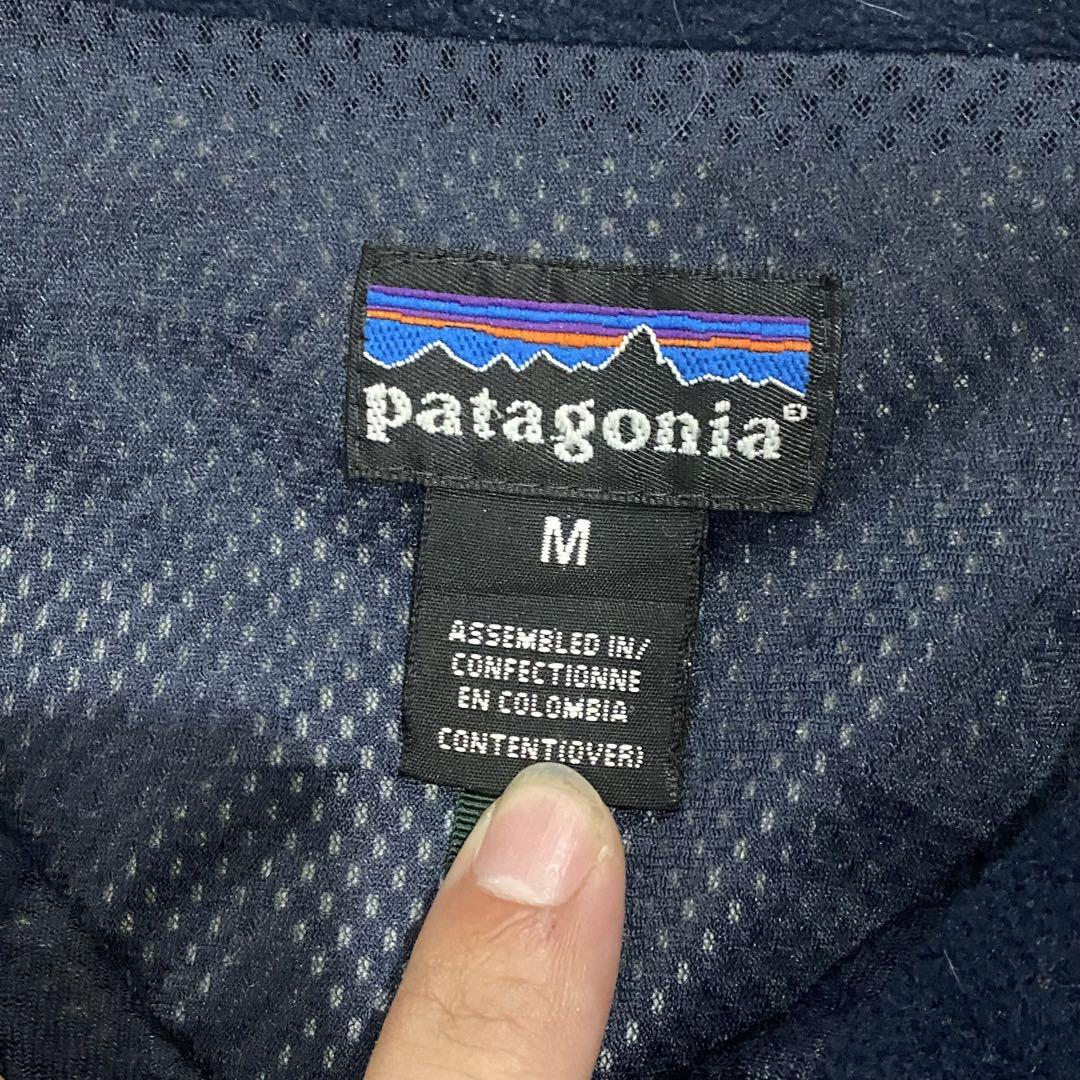 patagonia®
M
ASSEMBLED IN/
CONFECTIONNE
EN COLOMBIA
CONTENT(OVER)